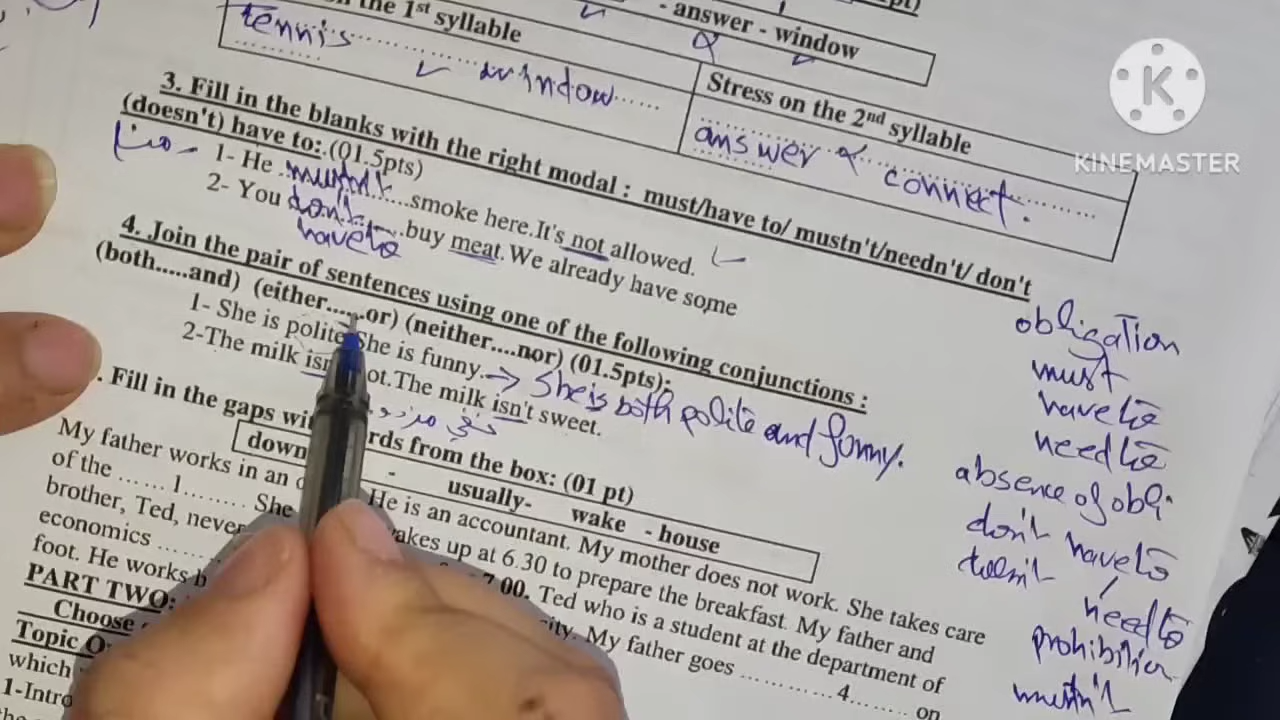 pt)
- answer - window
the 1st syllable
Stress on the 2nd syllable
tennis window
answer connect.
KINEMASTER
3. Fill in the blanks with the right modal : must/have to/ mustn't/needn't/ don't
(doesn't) have to: (01.5pts)
1- He mustn't smoke here. It's not allowed.
2- You don't have to buy meat. We already have some
4. Join the pair of sentences using one of the following conjunctions :
(both.....and) (either......or) (neither....nor) (01.5pts):
1- She is polite. She is funny. → She is both polite and funny.
2-The milk isn't hot. The milk isn't sweet.
Fill in the gaps words from the box: (01 pt)
down - usually- wake - house
My father works in an He is an accountant. My mother does not work. She takes care
of the ......1........ She wakes up at 6.30 to prepare the breakfast. My father and
brother, Ted, never 7.00. Ted who is a student at the department of
economics My father goes ............4........ on
foot. He works
PART TWO:
Choose
Topic
which
1-Intro
obligation
must
have to
need to
absence of obli
don't have to
doesn't
need to
prohibition
mustn't